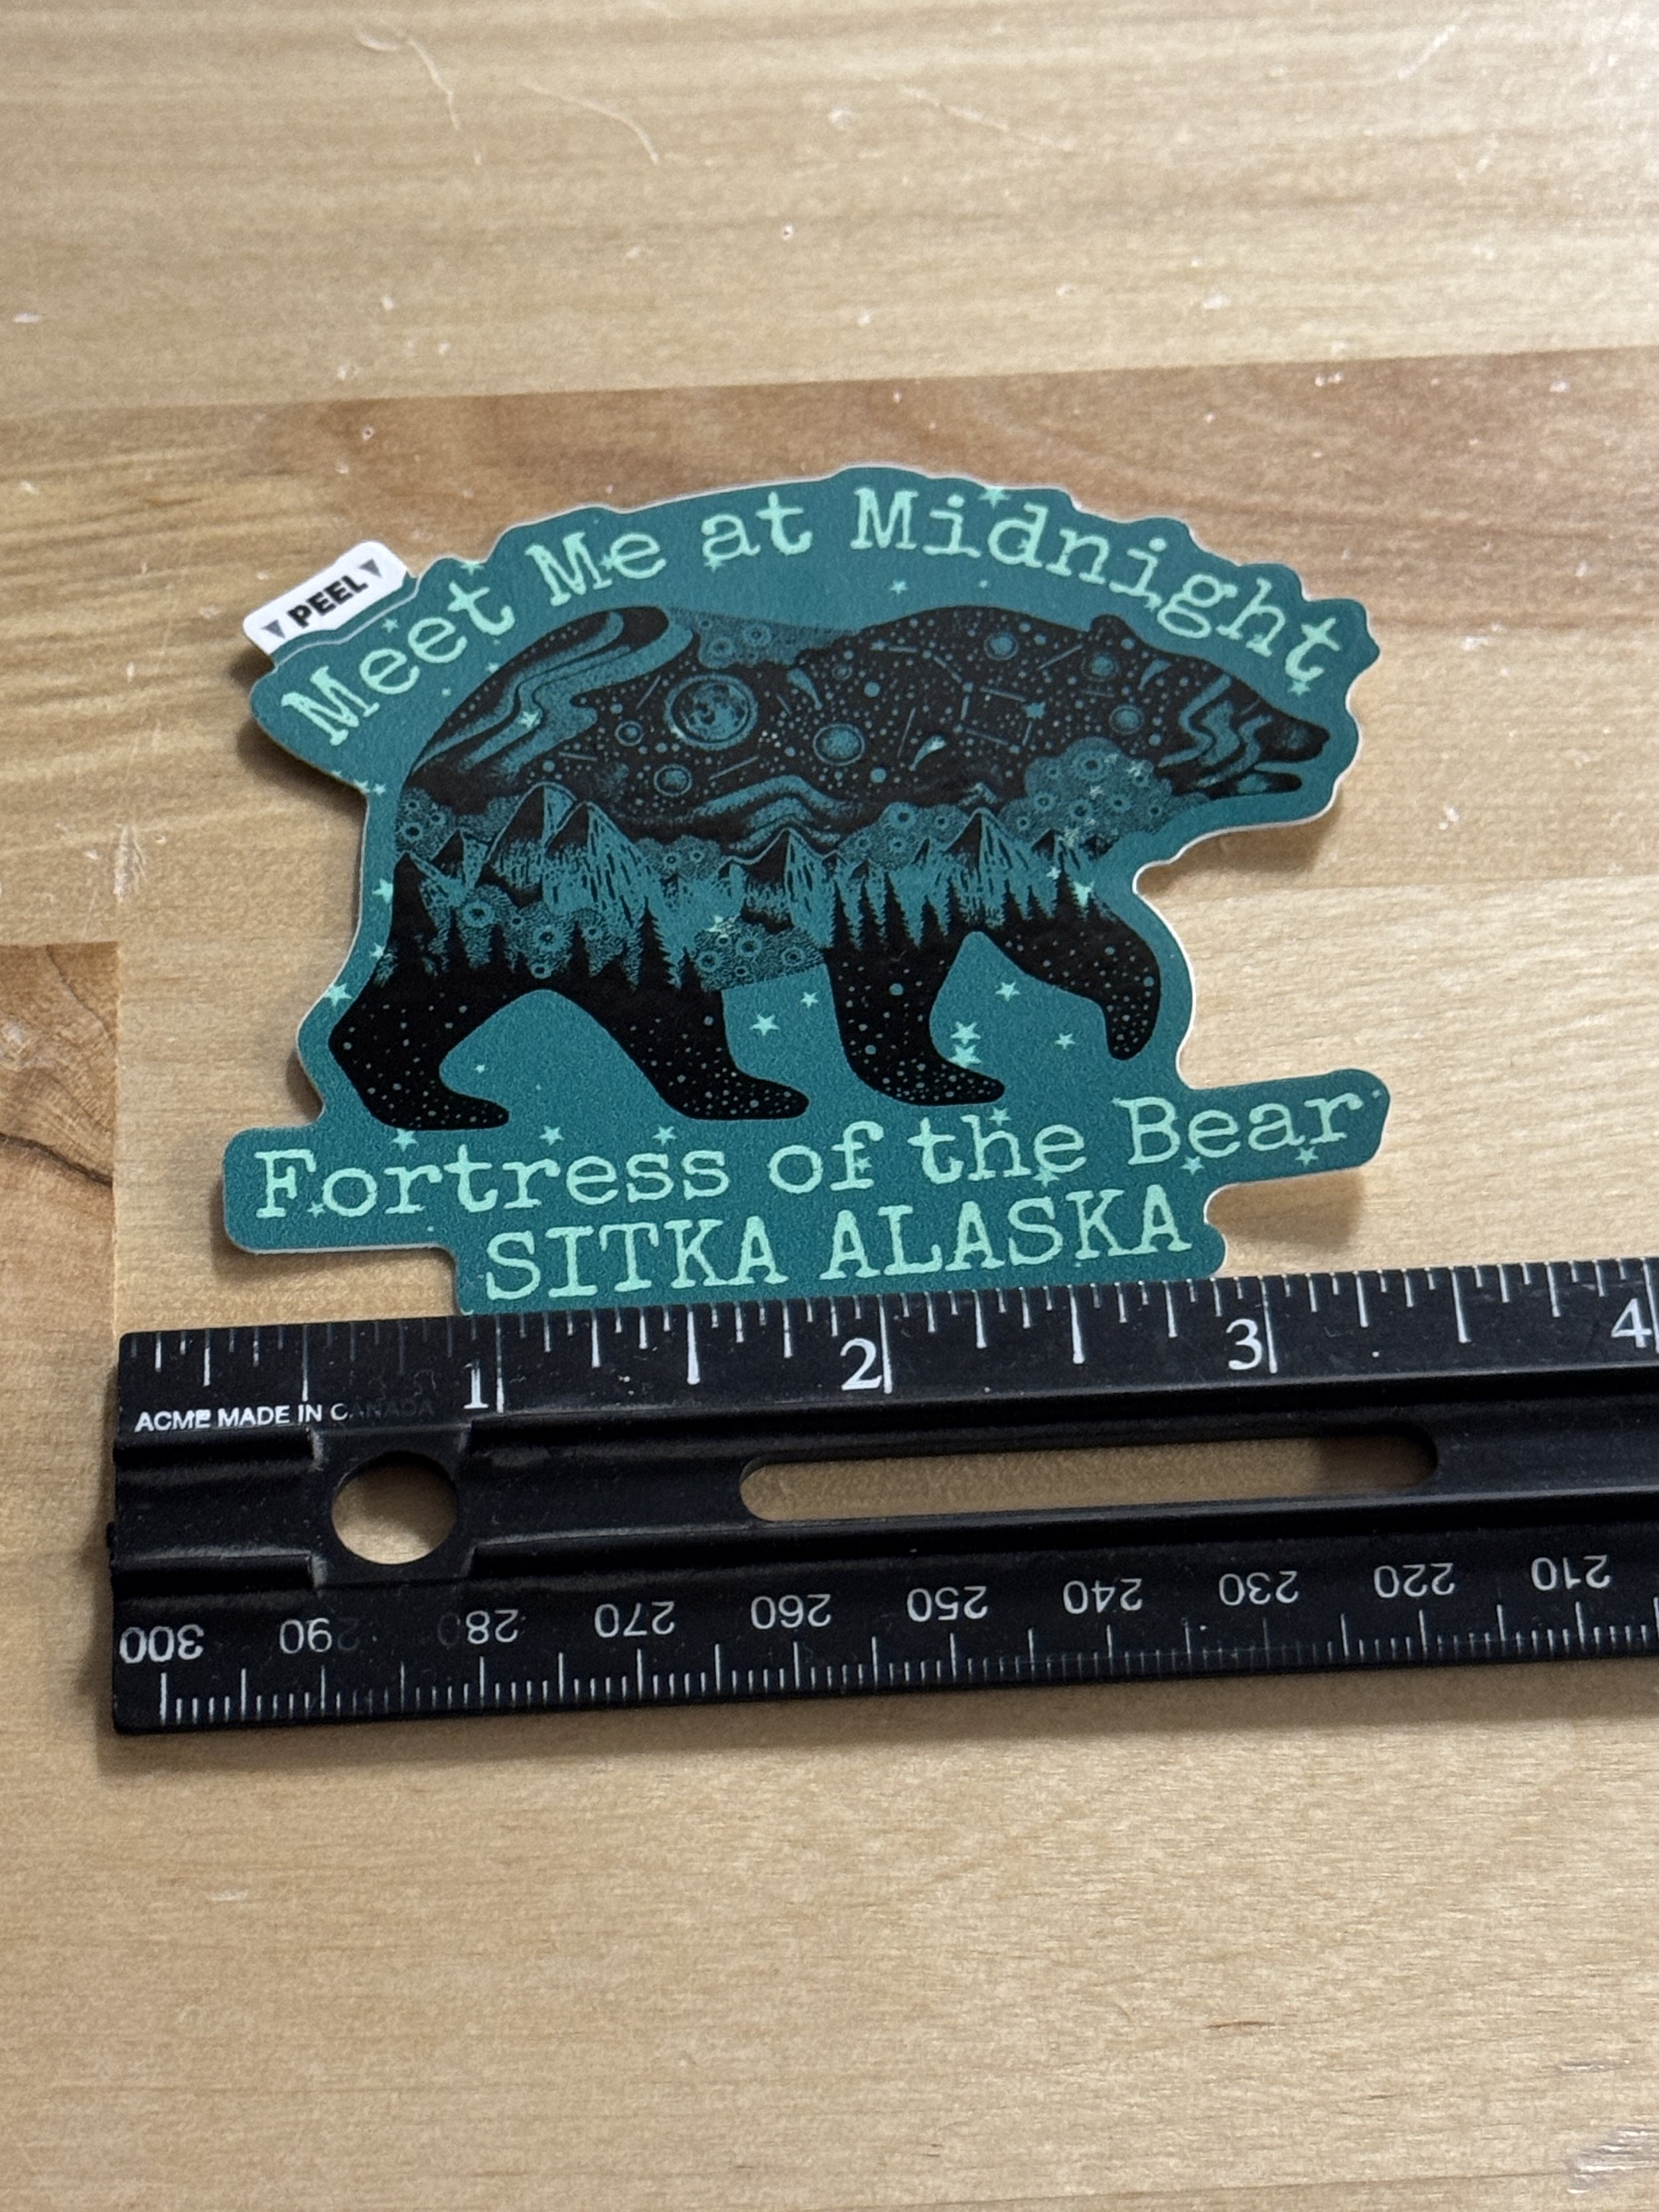 Meet Me at Midnight
▼ PEEL ▼
Fortress of the Bear
SITKA ALASKA
1 2 3 4
ACME MADE IN CANADA
300 290 280 270 260 250 240 230 220 210